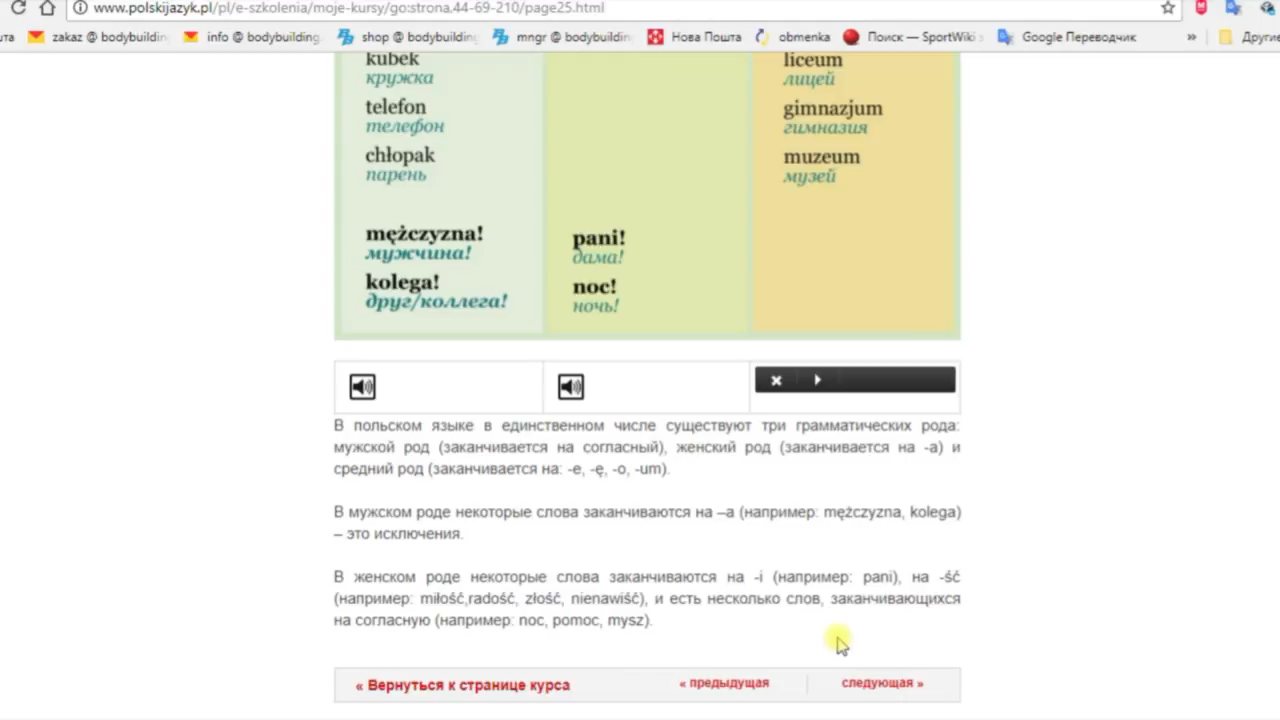 www.polskijazyk.pl/pl/e-szkolenia/moje-kursy/go:strona,44-69-210/page25.html
zakaz @ bodybuildin
info @ bodybuilding
shop @ bodybuilding
mngr @ bodybuildin
Нова Пошта
obmenka
Поиск — SportWiki
Google Переводчик
»
Другие
kubek
кружка
telefon
телефон
chłopak
парень
mężczyzna!
мужчина!
kolega!
друг/коллега!
pani!
дама!
noc!
ночь!
liceum
лицей
gimnazjum
гимназия
muzeum
музей
В польском языке в единственном числе существуют три грамматических рода:
мужской род (заканчивается на согласный), женский род (заканчивается на -a) и
средний род (заканчивается на: -e, -ę, -o, -um).
В мужском роде некоторые слова заканчиваются на –a (например: mężczyzna, kolega)
– это исключения.
В женском роде некоторые слова заканчиваются на -i (например: pani), на -ść
(например: miłość,radość, złość, nienawiść), и есть несколько слов, заканчивающихся
на согласную (например: noc, pomoc, mysz).
« Вернуться к странице курса
« предыдущая
следующая »